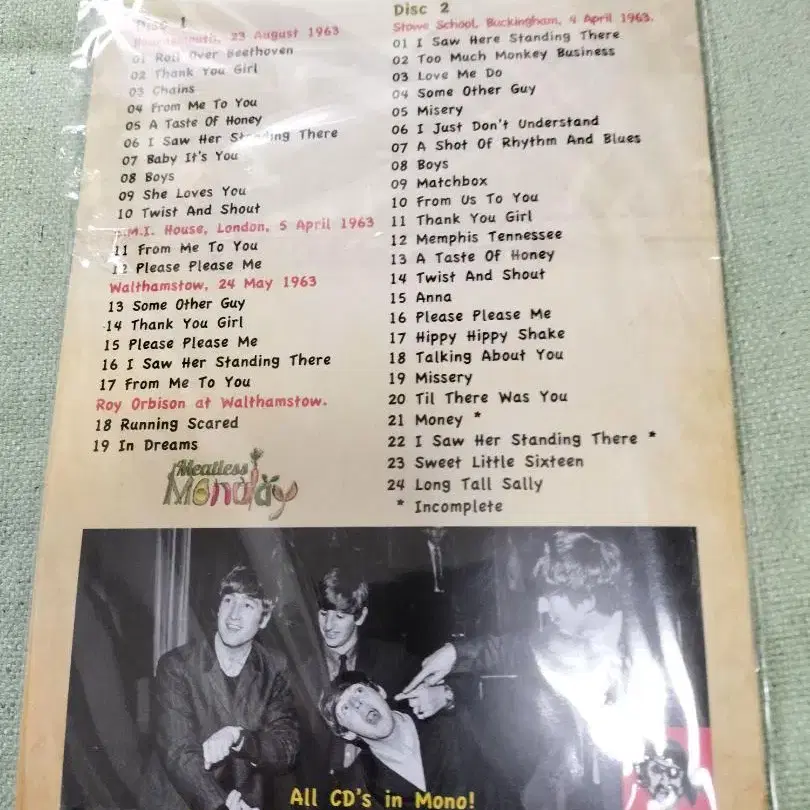 Disc 1
Bournemouth, 23 August 1963
01 Roll Over Beethoven
02 Thank You Girl
03 Chains
04 From Me To You
05 A Taste Of Honey
06 I Saw Her Standing There
07 Baby It's You
08 Boys
09 She Loves You
10 Twist And Shout
E.M.I. House, London, 5 April 1963
11 From Me To You
12 Please Please Me
Walthamstow, 24 May 1963
13 Some Other Guy
14 Thank You Girl
15 Please Please Me
16 I Saw Her Standing There
17 From Me To You
Roy Orbison at Walthamstow.
18 Running Scared
19 In Dreams
Meatless
Monday
Disc 2
Stowe School, Buckingham, 4 April 1963.
01 I Saw Here Standing There
02 Too Much Monkey Business
03 Love Me Do
04 Some Other Guy
05 Misery
06 I Just Don't Understand
07 A Shot Of Rhythm And Blues
08 Boys
09 Matchbox
10 From Us To You
11 Thank You Girl
12 Memphis Tennessee
13 A Taste Of Honey
14 Twist And Shout
15 Anna
16 Please Please Me
17 Hippy Hippy Shake
18 Talking About You
19 Missery
20 Til There Was You
21 Money *
22 I Saw Her Standing There *
23 Sweet Little Sixteen
24 Long Tall Sally
* Incomplete
All CD's in Mono!